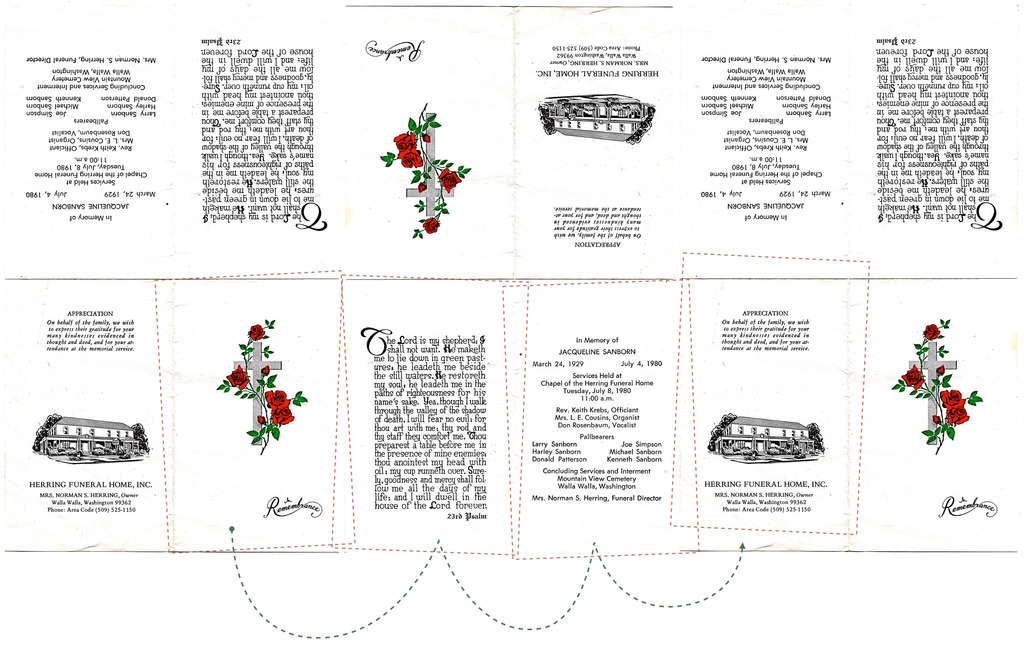 In Memory of
JACQUELINE SANBORN
March 24, 1929 July 4, 1980
Services Held at
Chapel of the Herring Funeral Home
Tuesday, July 8, 1980
11:00 a.m.
Rev. Keith Krebs, Officiant
Mrs. L. E. Cousins, Organist
Don Rosenbaum, Vocalist
Pallbearers
Larry Sanborn Joe Simpson
Harley Sanborn Michael Sanborn
Donald Patterson Kenneth Sanborn
Concluding Services and Interment
Mountain View Cemetery
Walla Walla, Washington
Mrs. Norman S. Herring, Funeral Director
The Lord is my shepherd; I
shall not want. He maketh
me to lie down in green past-
ures; he leadeth me beside
the still waters. He restoreth
my soul; he leadeth me in the
paths of righteousness for his
name's sake. Yea, though I walk
through the valley of the shadow
of death, I will fear no evil; for
thou art with me; thy rod and
thy staff they comfort me. Thou
preparest a table before me in
the presence of mine enemies;
thou anointest my head with
oil; my cup runneth over. Sure-
ly, goodness and mercy shall fol-
low me all the days of my
life; and I will dwell in the
house of the Lord forever.
23rd Psalm
In
Remembrance
APPRECIATION
On behalf of the family, we wish
to express their gratitude for your
many kindnesses evidenced in
thought and deed, and for your at-
tendance at the memorial service.
HERRING FUNERAL HOME, INC.
MRS. NORMAN S. HERRING, Owner
Walla Walla, Washington 99362
Phone: Area Code (509) 525-1150
In Memory of
JACQUELINE SANBORN
March 24, 1929 July 4, 1980
Services Held at
Chapel of the Herring Funeral Home
Tuesday, July 8, 1980
11:00 a.m.
Rev. Keith Krebs, Officiant
Mrs. L. E. Cousins, Organist
Don Rosenbaum, Vocalist
Pallbearers
Larry Sanborn Joe Simpson
Harley Sanborn Michael Sanborn
Donald Patterson Kenneth Sanborn
Concluding Services and Interment
Mountain View Cemetery
Walla Walla, Washington
Mrs. Norman S. Herring, Funeral Director
The Lord is my shepherd; I
shall not want. He maketh
me to lie down in green past-
ures; he leadeth me beside
the still waters. He restoreth
my soul; he leadeth me in the
paths of righteousness for his
name's sake. Yea, though I walk
through the valley of the shadow
of death, I will fear no evil; for
thou art with me; thy rod and
thy staff they comfort me. Thou
preparest a table before me in
the presence of mine enemies;
thou anointest my head with
oil; my cup runneth over. Sure-
ly, goodness and mercy shall fol-
low me all the days of my
life; and I will dwell in the
house of the Lord forever.
23rd Psalm
APPRECIATION
On behalf of the family, we wish
to express their gratitude for your
many kindnesses evidenced in
thought and deed, and for your at-
tendance at the memorial service.
HERRING FUNERAL HOME, INC.
MRS. NORMAN S. HERRING, Owner
Walla Walla, Washington 99362
Phone: Area Code (509) 525-1150
In
Remembrance
The Lord is my shepherd; I
shall not want. He maketh
me to lie down in green past-
ures; he leadeth me beside
the still waters. He restoreth
my soul; he leadeth me in the
paths of righteousness for his
name's sake. Yea, though I walk
through the valley of the shadow
of death, I will fear no evil; for
thou art with me; thy rod and
thy staff they comfort me. Thou
preparest a table before me in
the presence of mine enemies;
thou anointest my head with
oil; my cup runneth over. Sure-
ly, goodness and mercy shall fol-
low me all the days of my
life; and I will dwell in the
house of the Lord forever.
23rd Psalm
In Memory of
JACQUELINE SANBORN
March 24, 1929 July 4, 1980
Services Held at
Chapel of the Herring Funeral Home
Tuesday, July 8, 1980
11:00 a.m.
Rev. Keith Krebs, Officiant
Mrs. L. E. Cousins, Organist
Don Rosenbaum, Vocalist
Pallbearers
Larry Sanborn Joe Simpson
Harley Sanborn Michael Sanborn
Donald Patterson Kenneth Sanborn
Concluding Services and Interment
Mountain View Cemetery
Walla Walla, Washington
Mrs. Norman S. Herring, Funeral Director
APPRECIATION
On behalf of the family, we wish
to express their gratitude for your
many kindnesses evidenced in
thought and deed, and for your at-
tendance at the memorial service.
HERRING FUNERAL HOME, INC.
MRS. NORMAN S. HERRING, Owner
Walla Walla, Washington 99362
Phone: Area Code (509) 525-1150
In
Remembrance